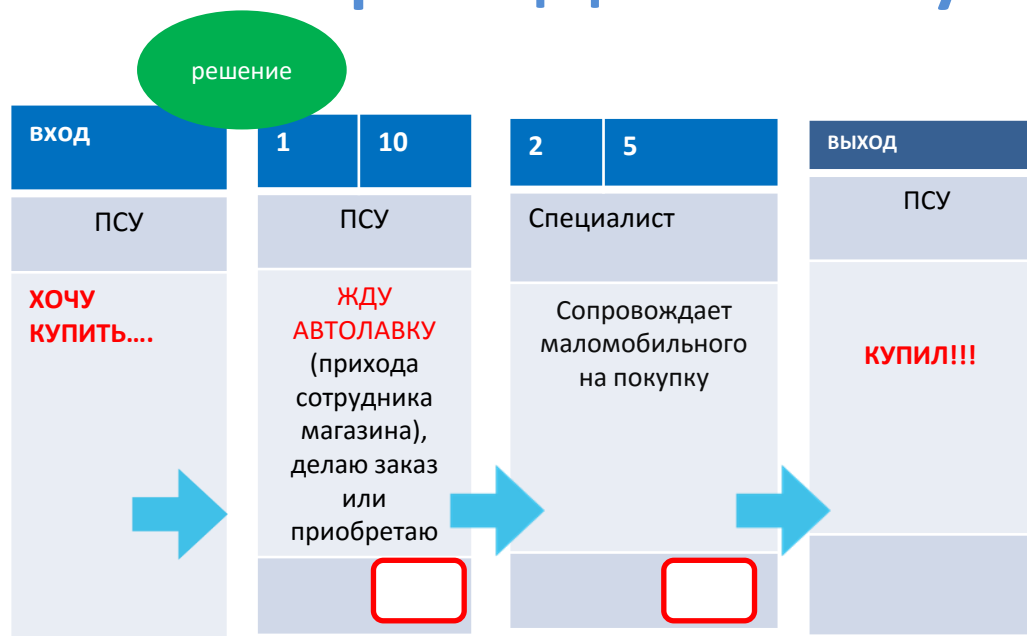 решение
вход
1
10
2
5
выход
ПСУ
ПСУ
Специалист
ПСУ
ХОЧУ
КУПИТЬ....
ЖДУ
АВТОЛАВКУ
(прихода
сотрудника
магазина),
делаю заказ
или
приобретаю
Сопровождает
маломобильного
на покупку
КУПИЛ!!!